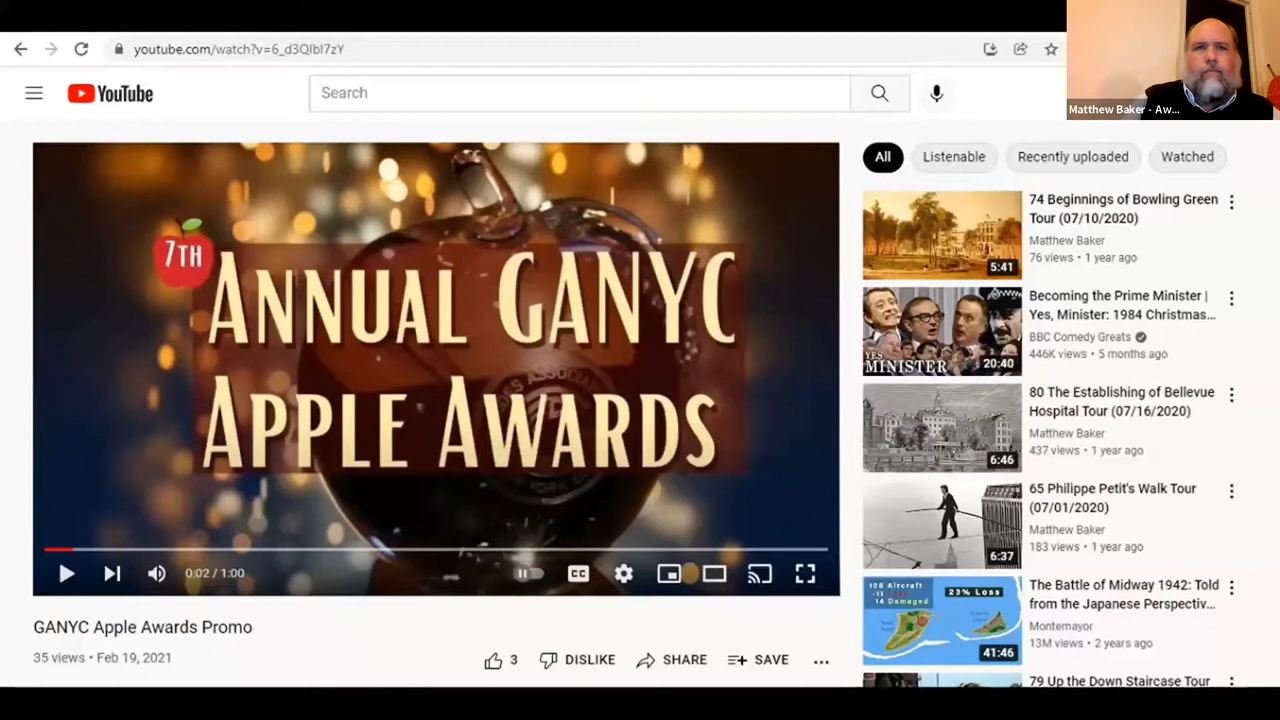 youtube.com/watch?v=6_d3QIbI7zY
Matthew Baker - Aw...
YouTube
Search
7TH
ANNUAL GANYC
APPLE AWARDS
CC
0:02 / 1:00
GANYC Apple Awards Promo
35 views • Feb 19, 2021
3
DISLIKE
SHARE
SAVE
All
Listenable
Recently uploaded
Watched
5:41
74 Beginnings of Bowling Green
Tour (07/10/2020)
Matthew Baker
76 views • 1 year ago
YES
MINISTER
20:40
Becoming the Prime Minister |
Yes, Minister: 1984 Christmas...
BBC Comedy Greats
446K views • 5 months ago
6:46
80 The Establishing of Bellevue
Hospital Tour (07/16/2020)
Matthew Baker
437 views • 1 year ago
6:37
65 Philippe Petit's Walk Tour
(07/01/2020)
Matthew Baker
183 views • 1 year ago
14 Damaged
23% Loss
41:46
The Battle of Midway 1942: Told
from the Japanese Perspectiv...
Montemayor
13M views • 2 years ago
79 Up the Down Staircase Tour